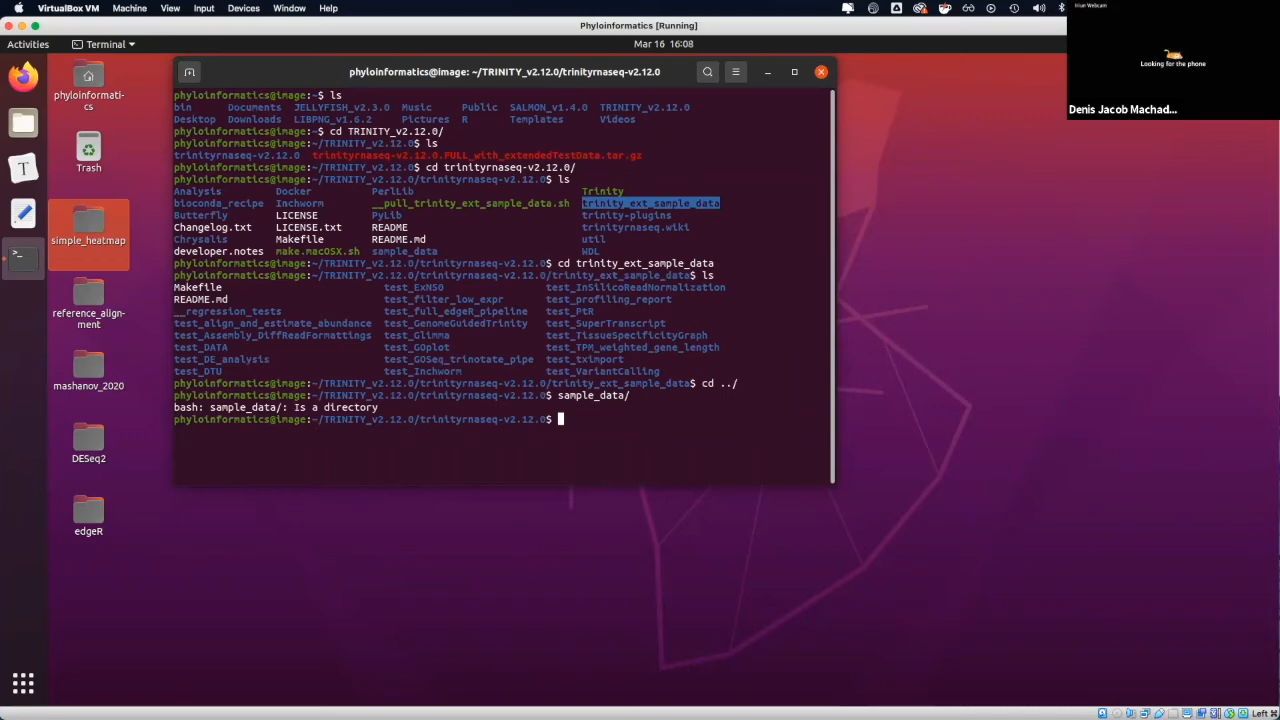 VirtualBox VM Machine View Input Devices Window Help
Iriun Webcam
Phyloinformatics [Running]
Activities Terminal Mar 16 16:08
Looking for the phone
Denis Jacob Machad...
phyloinformati-
cs
Trash
simple_heatmap
reference_align-
ment
mashanov_2020
DESeq2
edgeR
phyloinformatics@image:~/TRINITY_v2.12.0/trinityrnaseq-v2.12.0
phyloinformatics@image:~$ ls
bin Documents JELLYFISH_v2.3.0 Music Public SALMON_v1.4.0 TRINITY_v2.12.0
Desktop Downloads LIBPNG_v1.6.2 Pictures R Templates Videos
phyloinformatics@image:~$ cd TRINITY_v2.12.0/
phyloinformatics@image:~/TRINITY_v2.12.0$ ls
trinityrnaseq-v2.12.0 trinityrnaseq-v2.12.0.FULL_with_extendedTestData.tar.gz
phyloinformatics@image:~/TRINITY_v2.12.0$ cd trinityrnaseq-v2.12.0/
phyloinformatics@image:~/TRINITY_v2.12.0/trinityrnaseq-v2.12.0$ ls
Analysis Docker PerlLib Trinity
bioconda_recipe Inchworm __pull_trinity_ext_sample_data.sh trinity_ext_sample_data
Butterfly LICENSE PyLib trinity-plugins
Changelog.txt LICENSE.txt README trinityrnaseq.wiki
Chrysalis Makefile README.md util
developer.notes make.macOSX.sh sample_data WDL
phyloinformatics@image:~/TRINITY_v2.12.0/trinityrnaseq-v2.12.0$ cd trinity_ext_sample_data
phyloinformatics@image:~/TRINITY_v2.12.0/trinityrnaseq-v2.12.0/trinity_ext_sample_data$ ls
Makefile test_ExN50 test_InSilicoReadNormalization
README.md test_filter_low_expr test_profiling_report
__regression_tests test_full_edgeR_pipeline test_PtR
test_align_and_estimate_abundance test_GenomeGuidedTrinity test_SuperTranscript
test_Assembly_DiffReadFormattings test_Glimma test_TissueSpecificityGraph
test_DATA test_GOplot test_TPM_weighted_gene_length
test_DE_analysis test_GOSeq_trinotate_pipe test_tximport
test_DTU test_Inchworm test_VariantCalling
phyloinformatics@image:~/TRINITY_v2.12.0/trinityrnaseq-v2.12.0/trinity_ext_sample_data$ cd ../
phyloinformatics@image:~/TRINITY_v2.12.0/trinityrnaseq-v2.12.0$ sample_data/
bash: sample_data/: Is a directory
phyloinformatics@image:~/TRINITY_v2.12.0/trinityrnaseq-v2.12.0$
Left ⌘